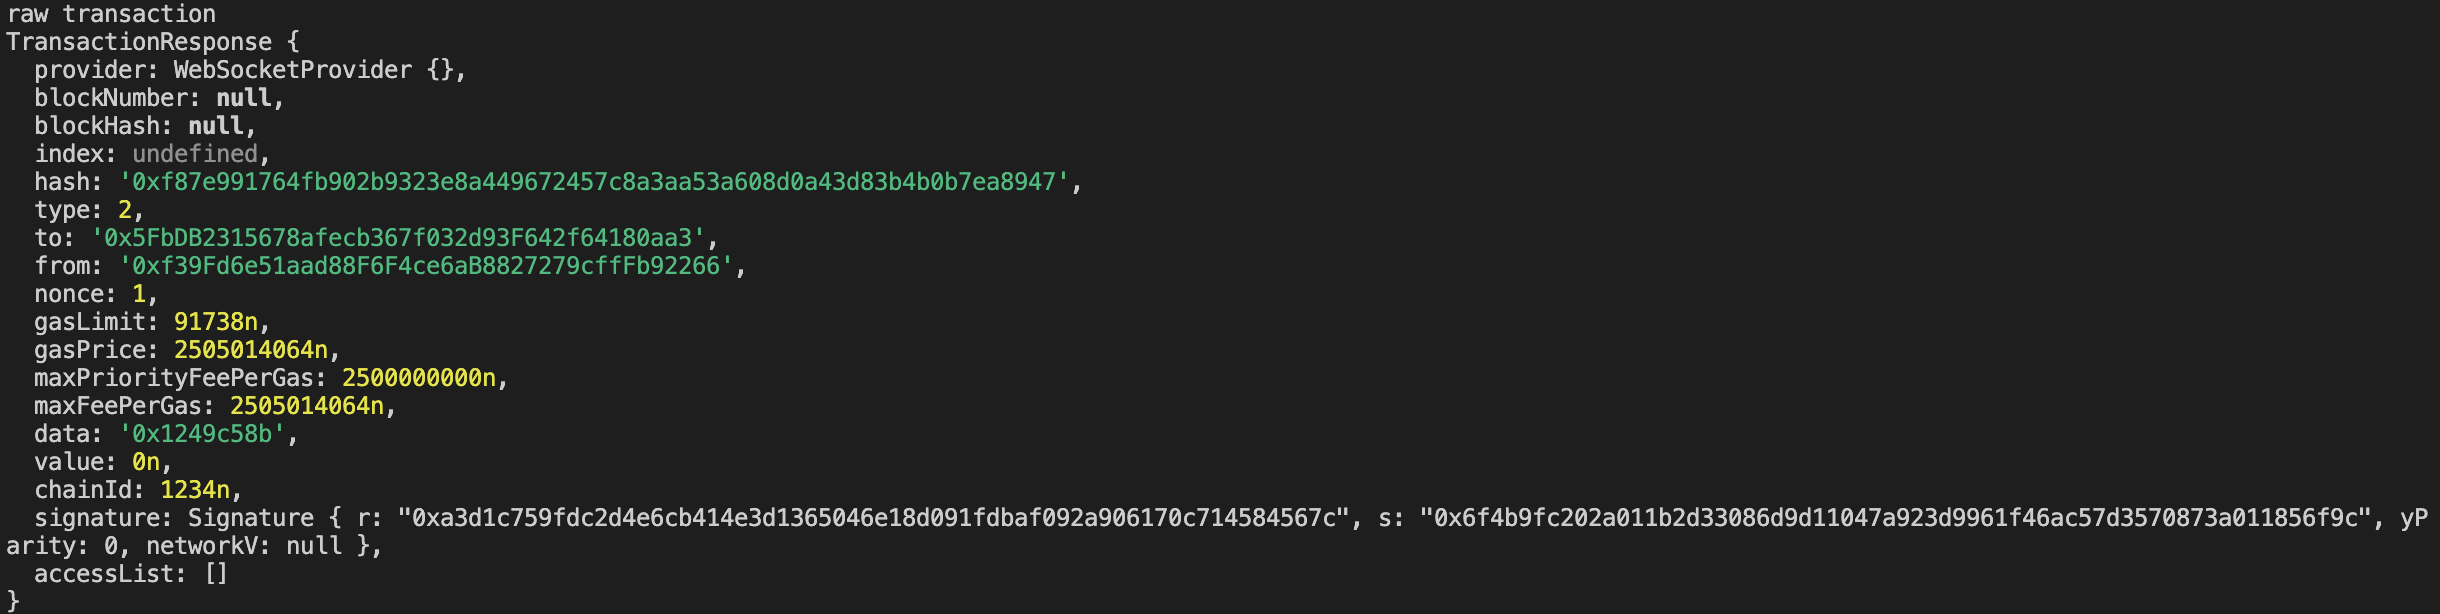 raw transaction
TransactionResponse {
  provider: WebSocketProvider {},
  blockNumber: null,
  blockHash: null,
  index: undefined,
  hash: '0xf87e991764fb902b9323e8a449672457c8a3aa53a608d0a43d83b4b0b7ea8947',
  type: 2,
  to: '0x5FbDB2315678afecb367f032d93F642f64180aa3',
  from: '0xf39Fd6e51aad88F6F4ce6aB8827279cffFb92266',
  nonce: 1,
  gasLimit: 91738n,
  gasPrice: 2505014064n,
  maxPriorityFeePerGas: 2500000000n,
  maxFeePerGas: 2505014064n,
  data: '0x1249c58b',
  value: 0n,
  chainId: 1234n,
  signature: Signature { r: "0xa3d1c759fdc2d4e6cb414e3d1365046e18d091fdbaf092a906170c714584567c", s: "0x6f4b9fc202a011b2d33086d9d11047a923d9961f46ac57d3570873a011856f9c", yP
arity: 0, networkV: null },
  accessList: []
}